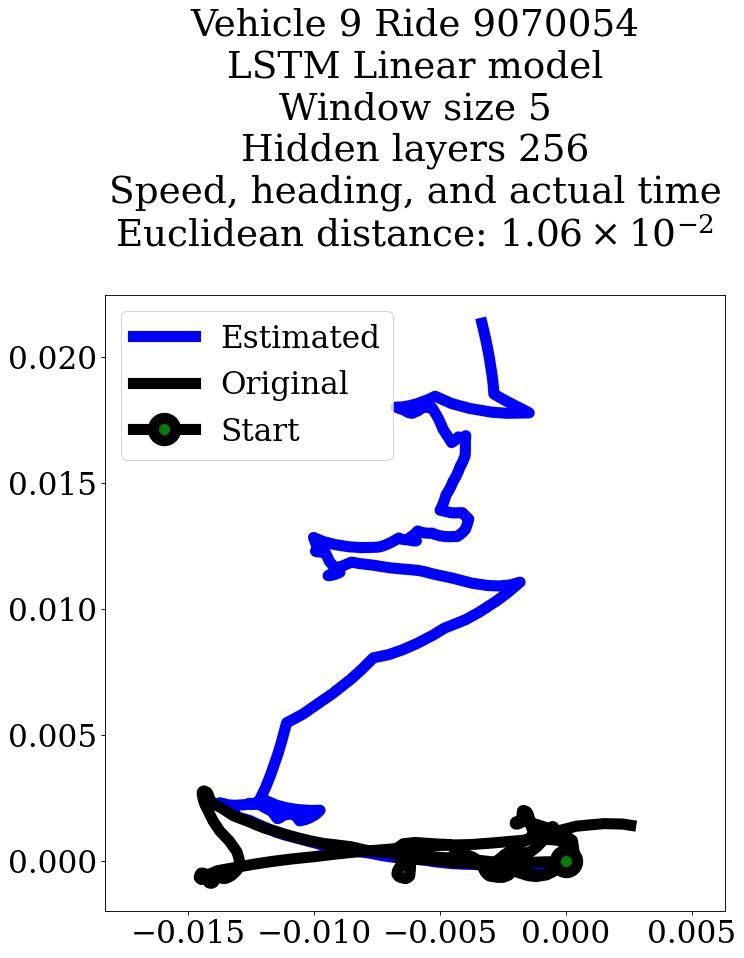 Vehicle 9 Ride 9070054
LSTM Linear model
Window size 5
Hidden layers 256
Speed, heading, and actual time
Euclidean distance: 1.06 × 10⁻²
Estimated
Original
Start
0.020
0.015
0.010
0.005
0.000
−0.015 −0.010 −0.005 0.000 0.005